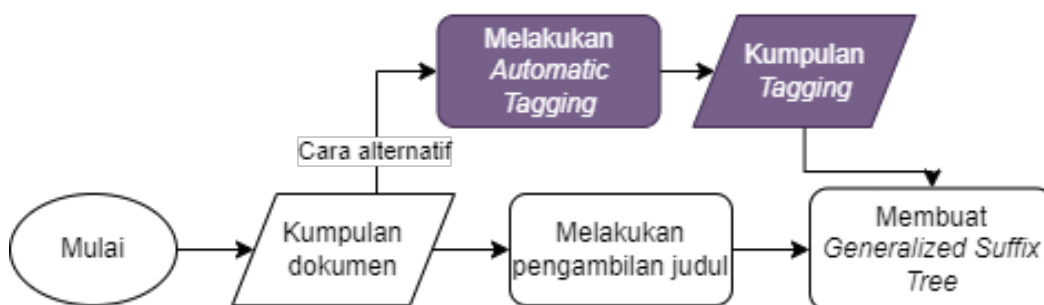 Melakukan
Automatic
Tagging
Kumpulan
Tagging
Cara alternatif
Mulai
Kumpulan
dokumen
Melakukan
pengambilan judul
Membuat
Generalized Suffix
Tree